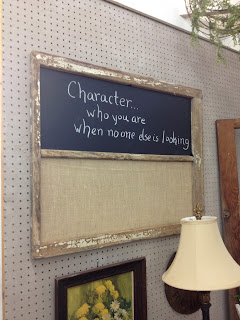 Character...
who you are
when no one else is looking